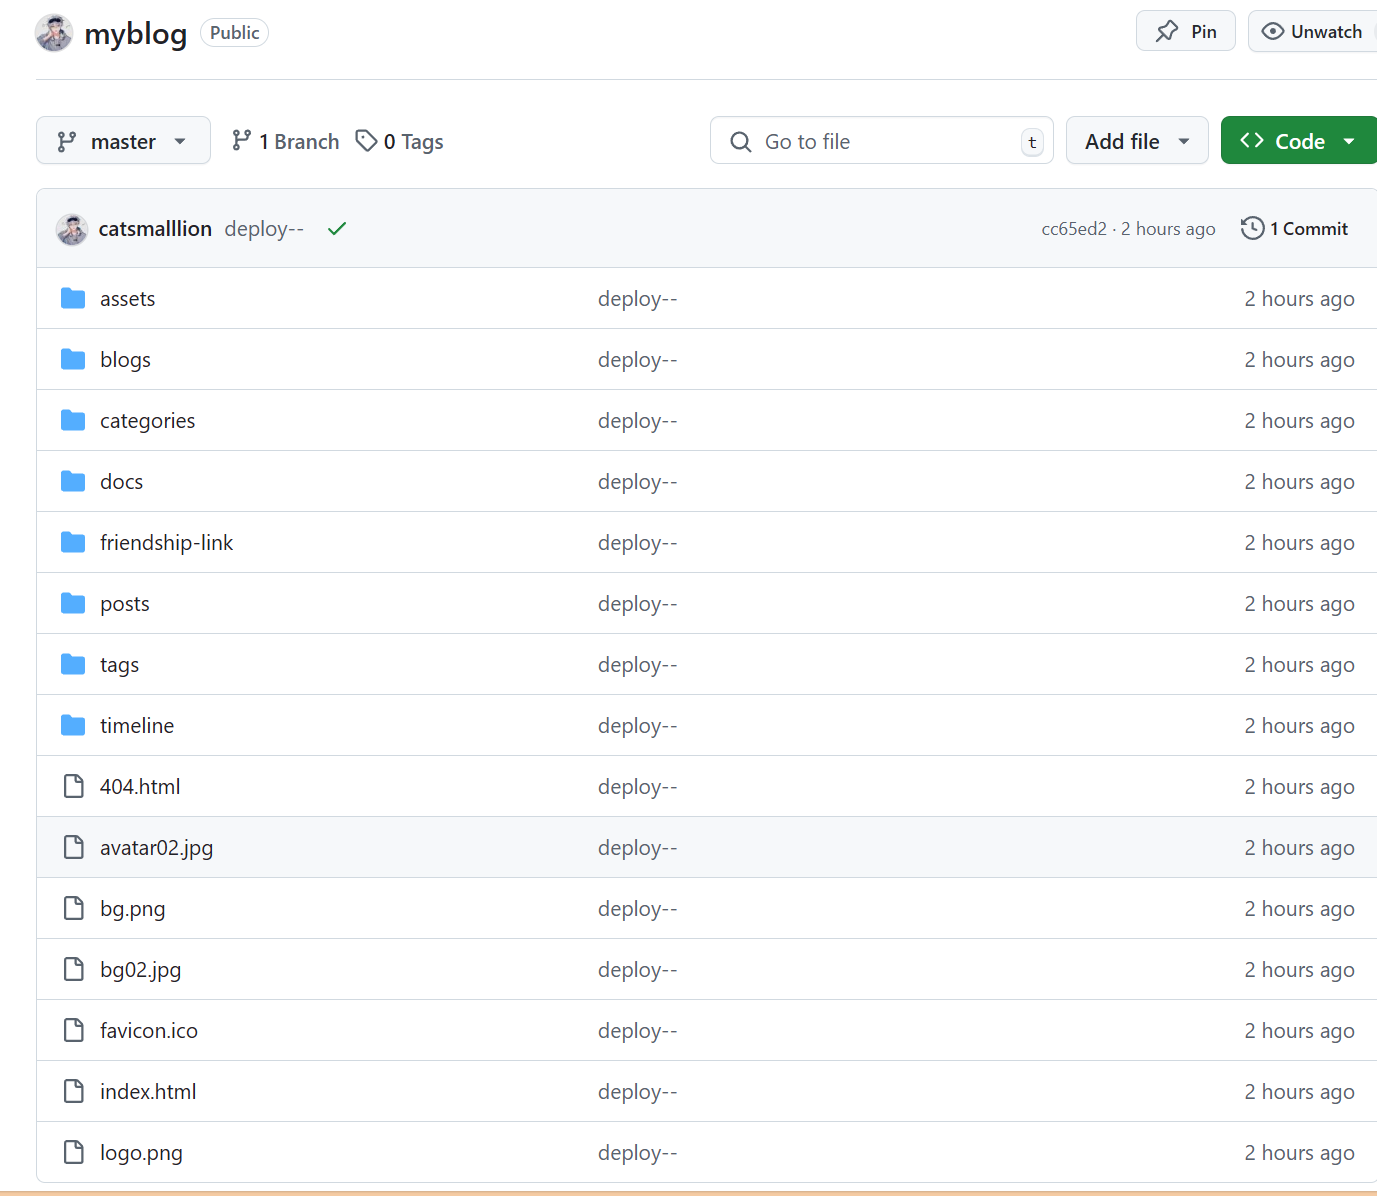 myblog Public Pin Unwatch
master 1 Branch 0 Tags Go to file t Add file Code
catsmalllion deploy-- cc65ed2 · 2 hours ago 1 Commit
assets deploy-- 2 hours ago
blogs deploy-- 2 hours ago
categories deploy-- 2 hours ago
docs deploy-- 2 hours ago
friendship-link deploy-- 2 hours ago
posts deploy-- 2 hours ago
tags deploy-- 2 hours ago
timeline deploy-- 2 hours ago
404.html deploy-- 2 hours ago
avatar02.jpg deploy-- 2 hours ago
bg.png deploy-- 2 hours ago
bg02.jpg deploy-- 2 hours ago
favicon.ico deploy-- 2 hours ago
index.html deploy-- 2 hours ago
logo.png deploy-- 2 hours ago